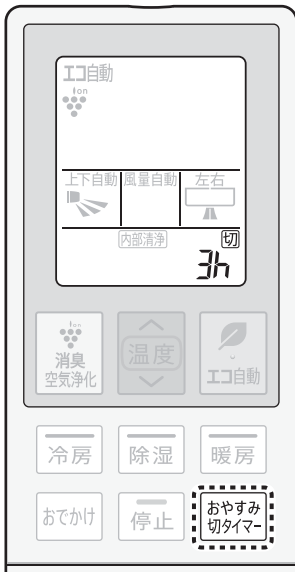 エコ自動
Ion
上下自動 風量自動 左右
内部清浄 切
3h
Ion
消臭
空気浄化
温度
エコ自動
冷房 除湿 暖房
おでかけ 停止 おやすみ
切タイマー